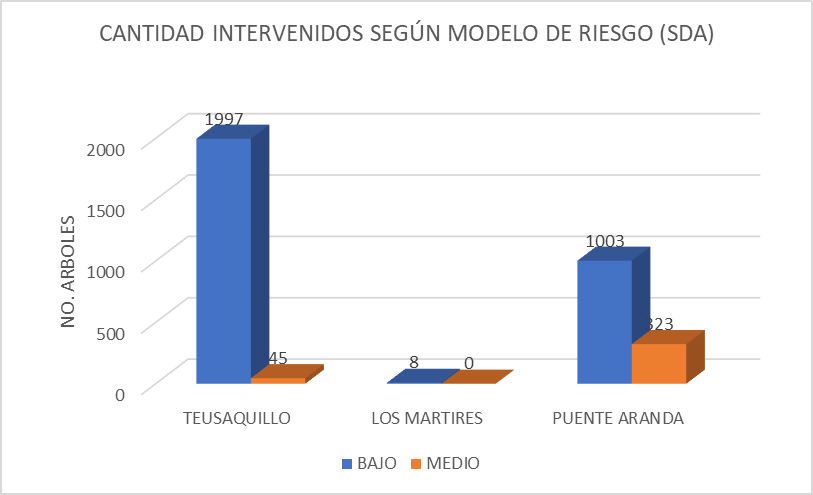 CANTIDAD INTERVENIDOS SEGÚN MODELO DE RIESGO (SDA)
NO. ARBOLES
2000
1500
1000
500
0
1997
45
8
0
1003
323
TEUSAQUILLO
LOS MARTIRES
PUENTE ARANDA
BAJO
MEDIO